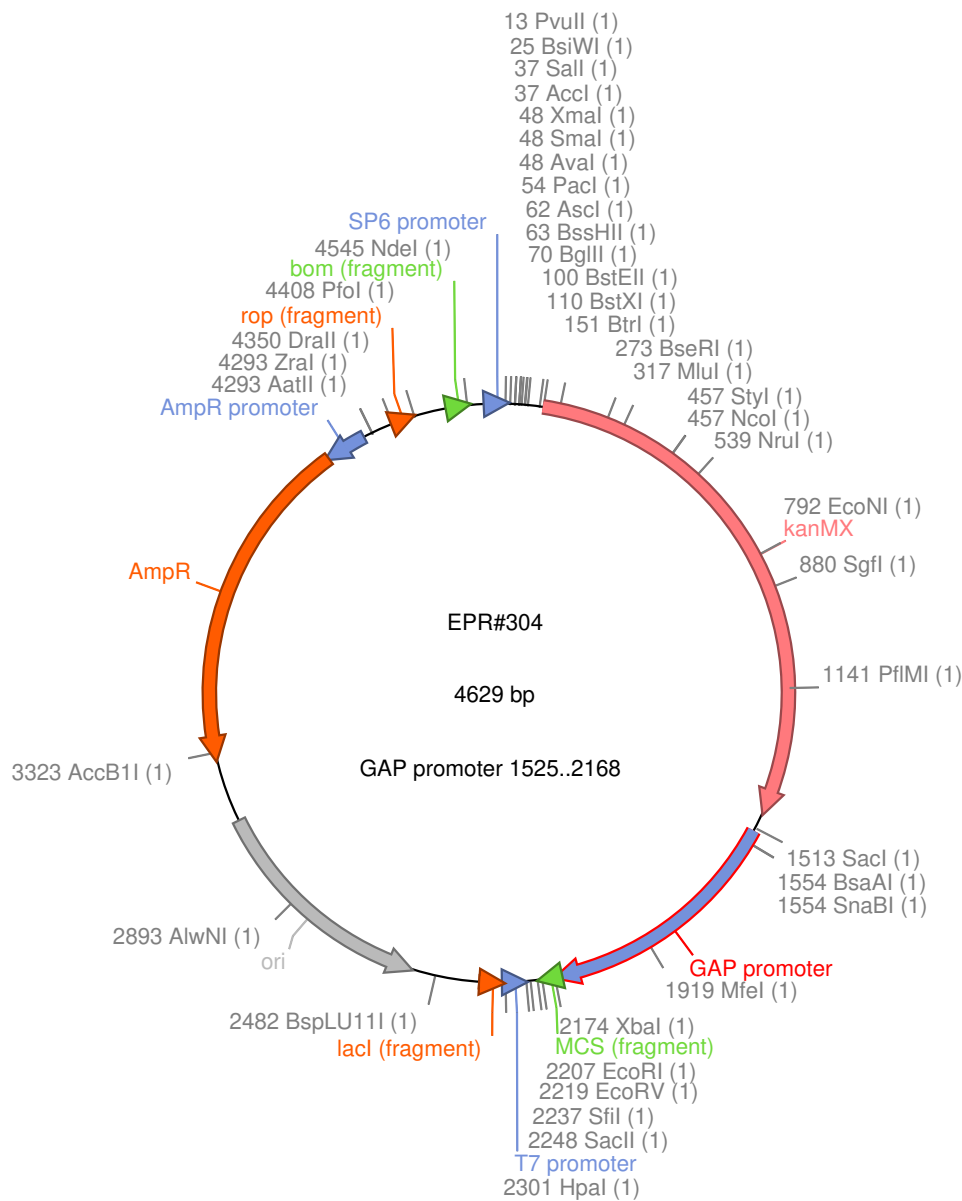 13 PvuII (1)
25 BsiWI (1)
37 SalI (1)
37 AccI (1)
48 XmaI (1)
48 SmaI (1)
48 AvaI (1)
54 PacI (1)
62 AscI (1)
63 BssHII (1)
70 BglII (1)
100 BstEII (1)
110 BstXI (1)
151 BtrI (1)
273 BseRI (1)
317 MluI (1)
457 StyI (1)
457 NcoI (1)
539 NruI (1)
792 EcoNI (1)
kanMX
880 SgfI (1)
1141 PflMI (1)
1513 SacI (1)
1554 BsaAI (1)
1554 SnaBI (1)
GAP promoter
1919 MfeI (1)
2174 XbaI (1)
MCS (fragment)
2207 EcoRI (1)
2219 EcoRV (1)
2237 SfiI (1)
2248 SacII (1)
T7 promoter
2301 HpaI (1)
lacI (fragment)
2482 BspLU11I (1)
ori
2893 AlwNI (1)
3323 AccB1I (1)
AmpR
AmpR promoter
4293 AatII (1)
4293 ZraI (1)
4350 DraII (1)
rop (fragment)
4408 PfoI (1)
bom (fragment)
4545 NdeI (1)
SP6 promoter
EPR#304
4629 bp
GAP promoter 1525..2168